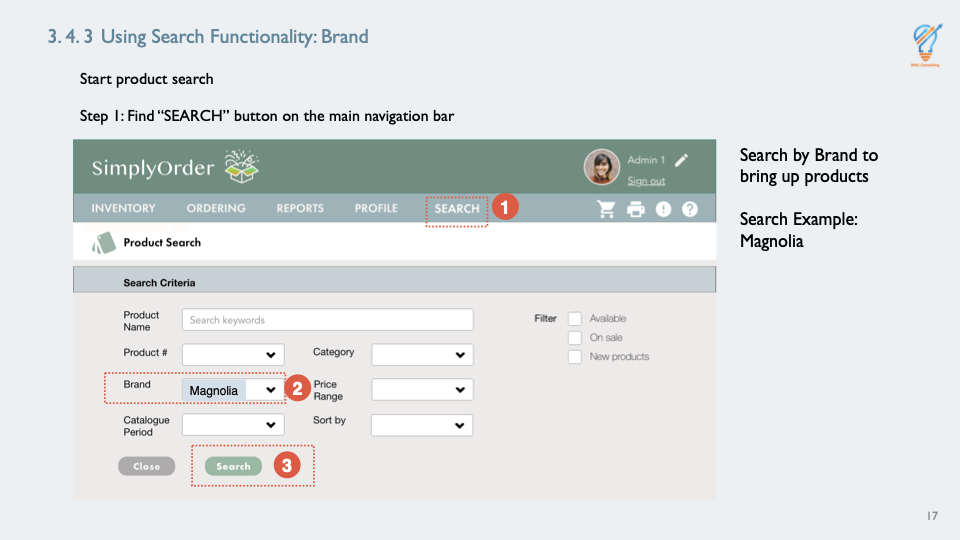 3. 4. 3 Using Search Functionality: Brand
SKILL Consulting
Start product search
Step 1: Find “SEARCH” button on the main navigation bar
SimplyOrder
Admin 1
Sign out
INVENTORY ORDERING REPORTS PROFILE SEARCH 1
Product Search
Search Criteria
Product
Name
Search keywords
Filter
Available
On sale
New products
Product #
Category
Brand
Magnolia
2
Price
Range
Catalogue
Period
Sort by
Close
Search
3
Search by Brand to
bring up products
Search Example:
Magnolia
17